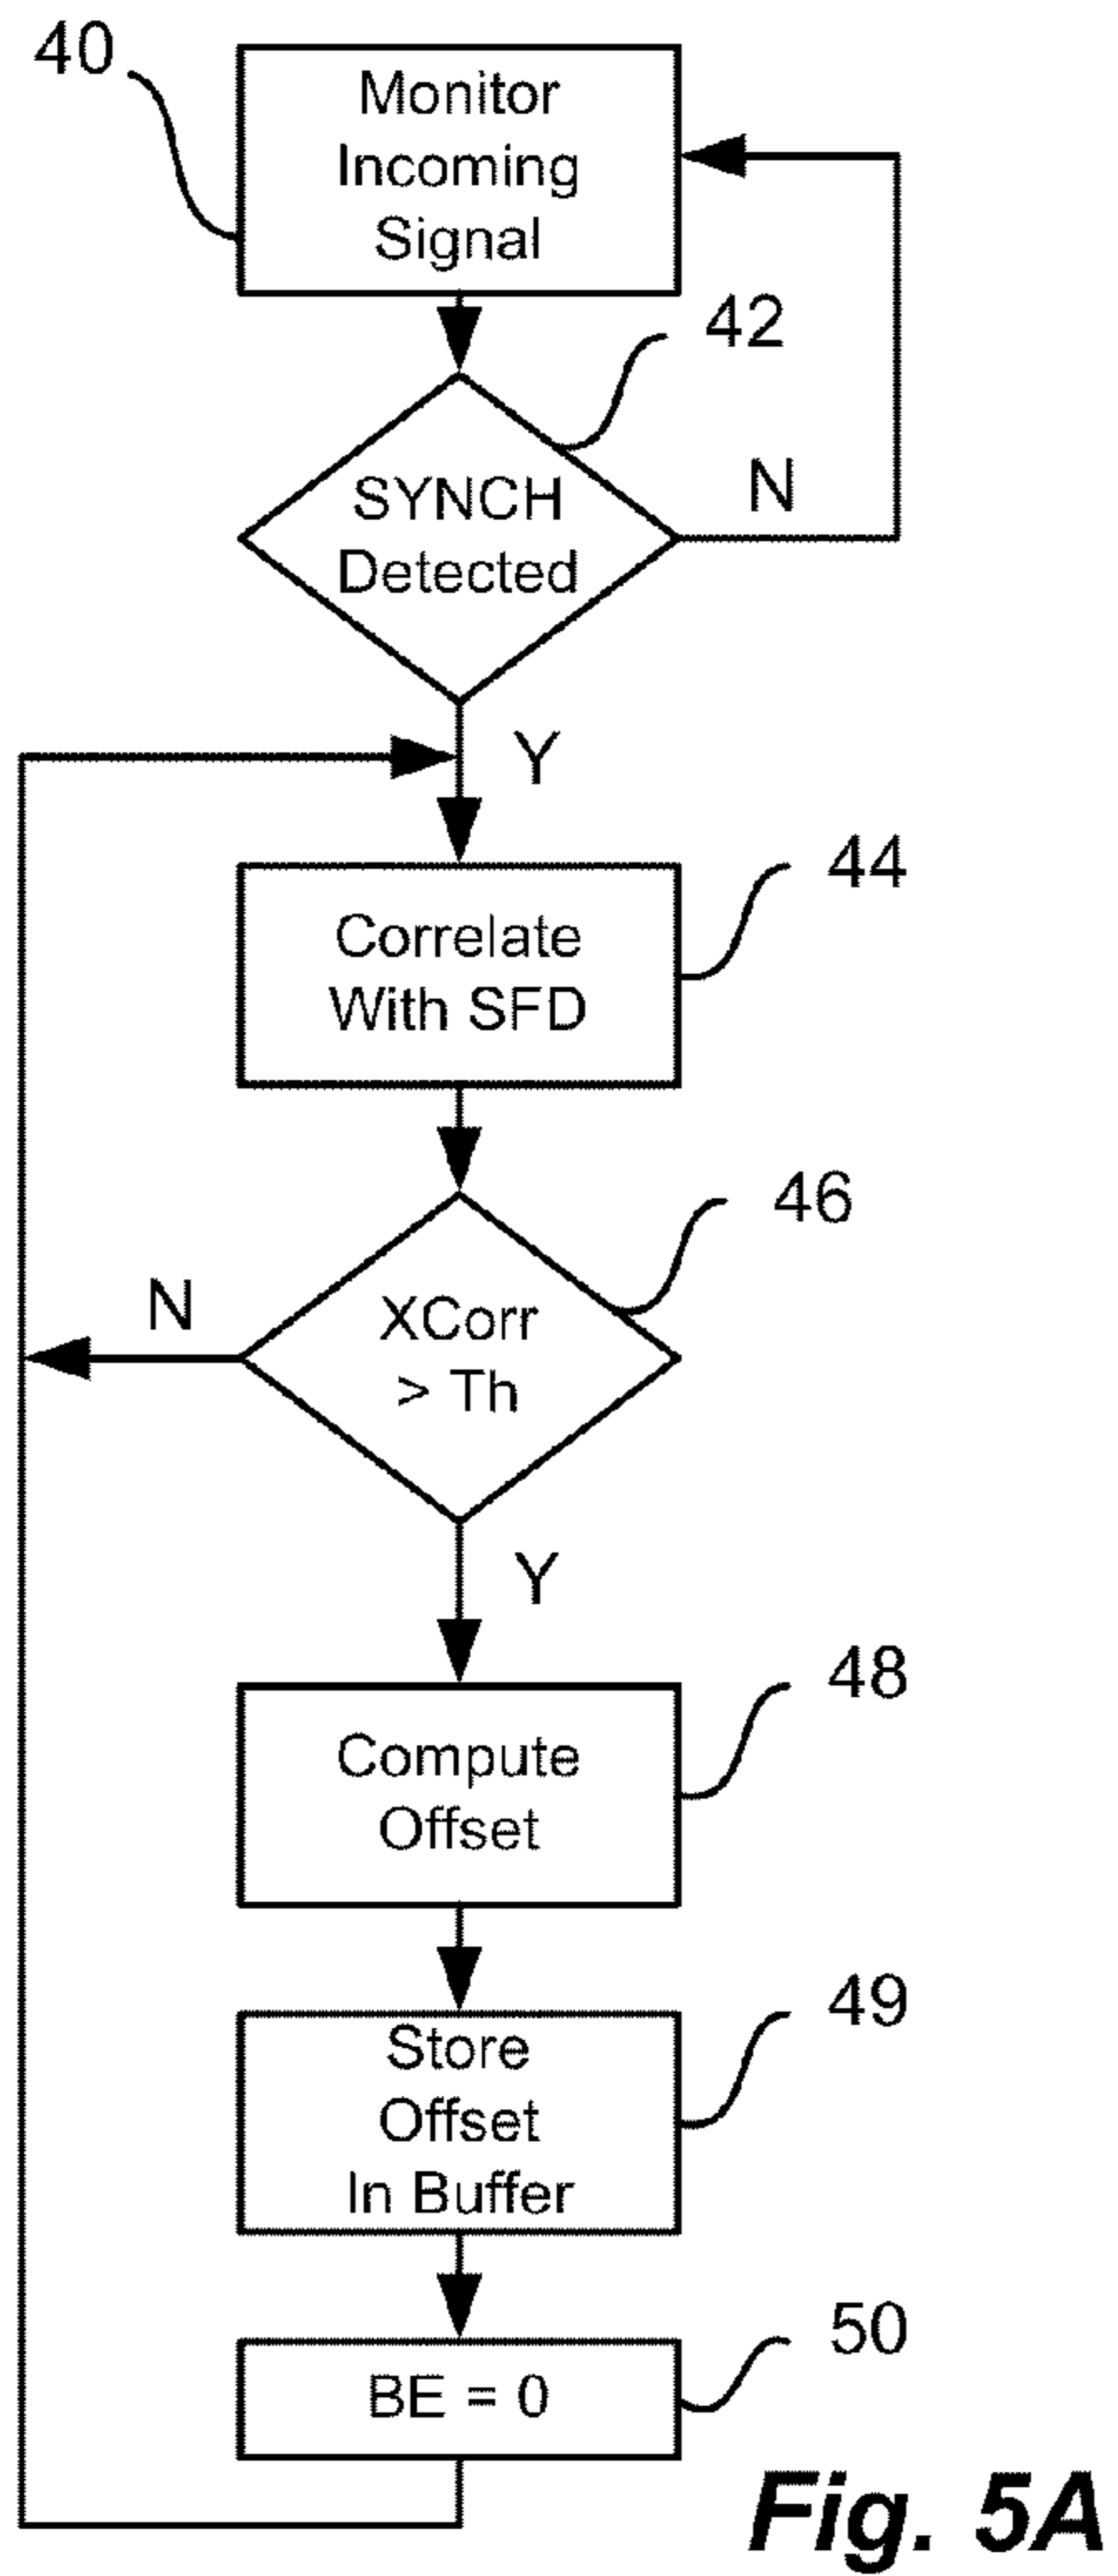 40
Monitor
Incoming
Signal
42
SYNCH
Detected
N
Y
44
Correlate
With SFD
46
XCorr
> Th
N
Y
48
Compute
Offset
49
Store
Offset
In Buffer
50
BE = 0
Fig. 5A